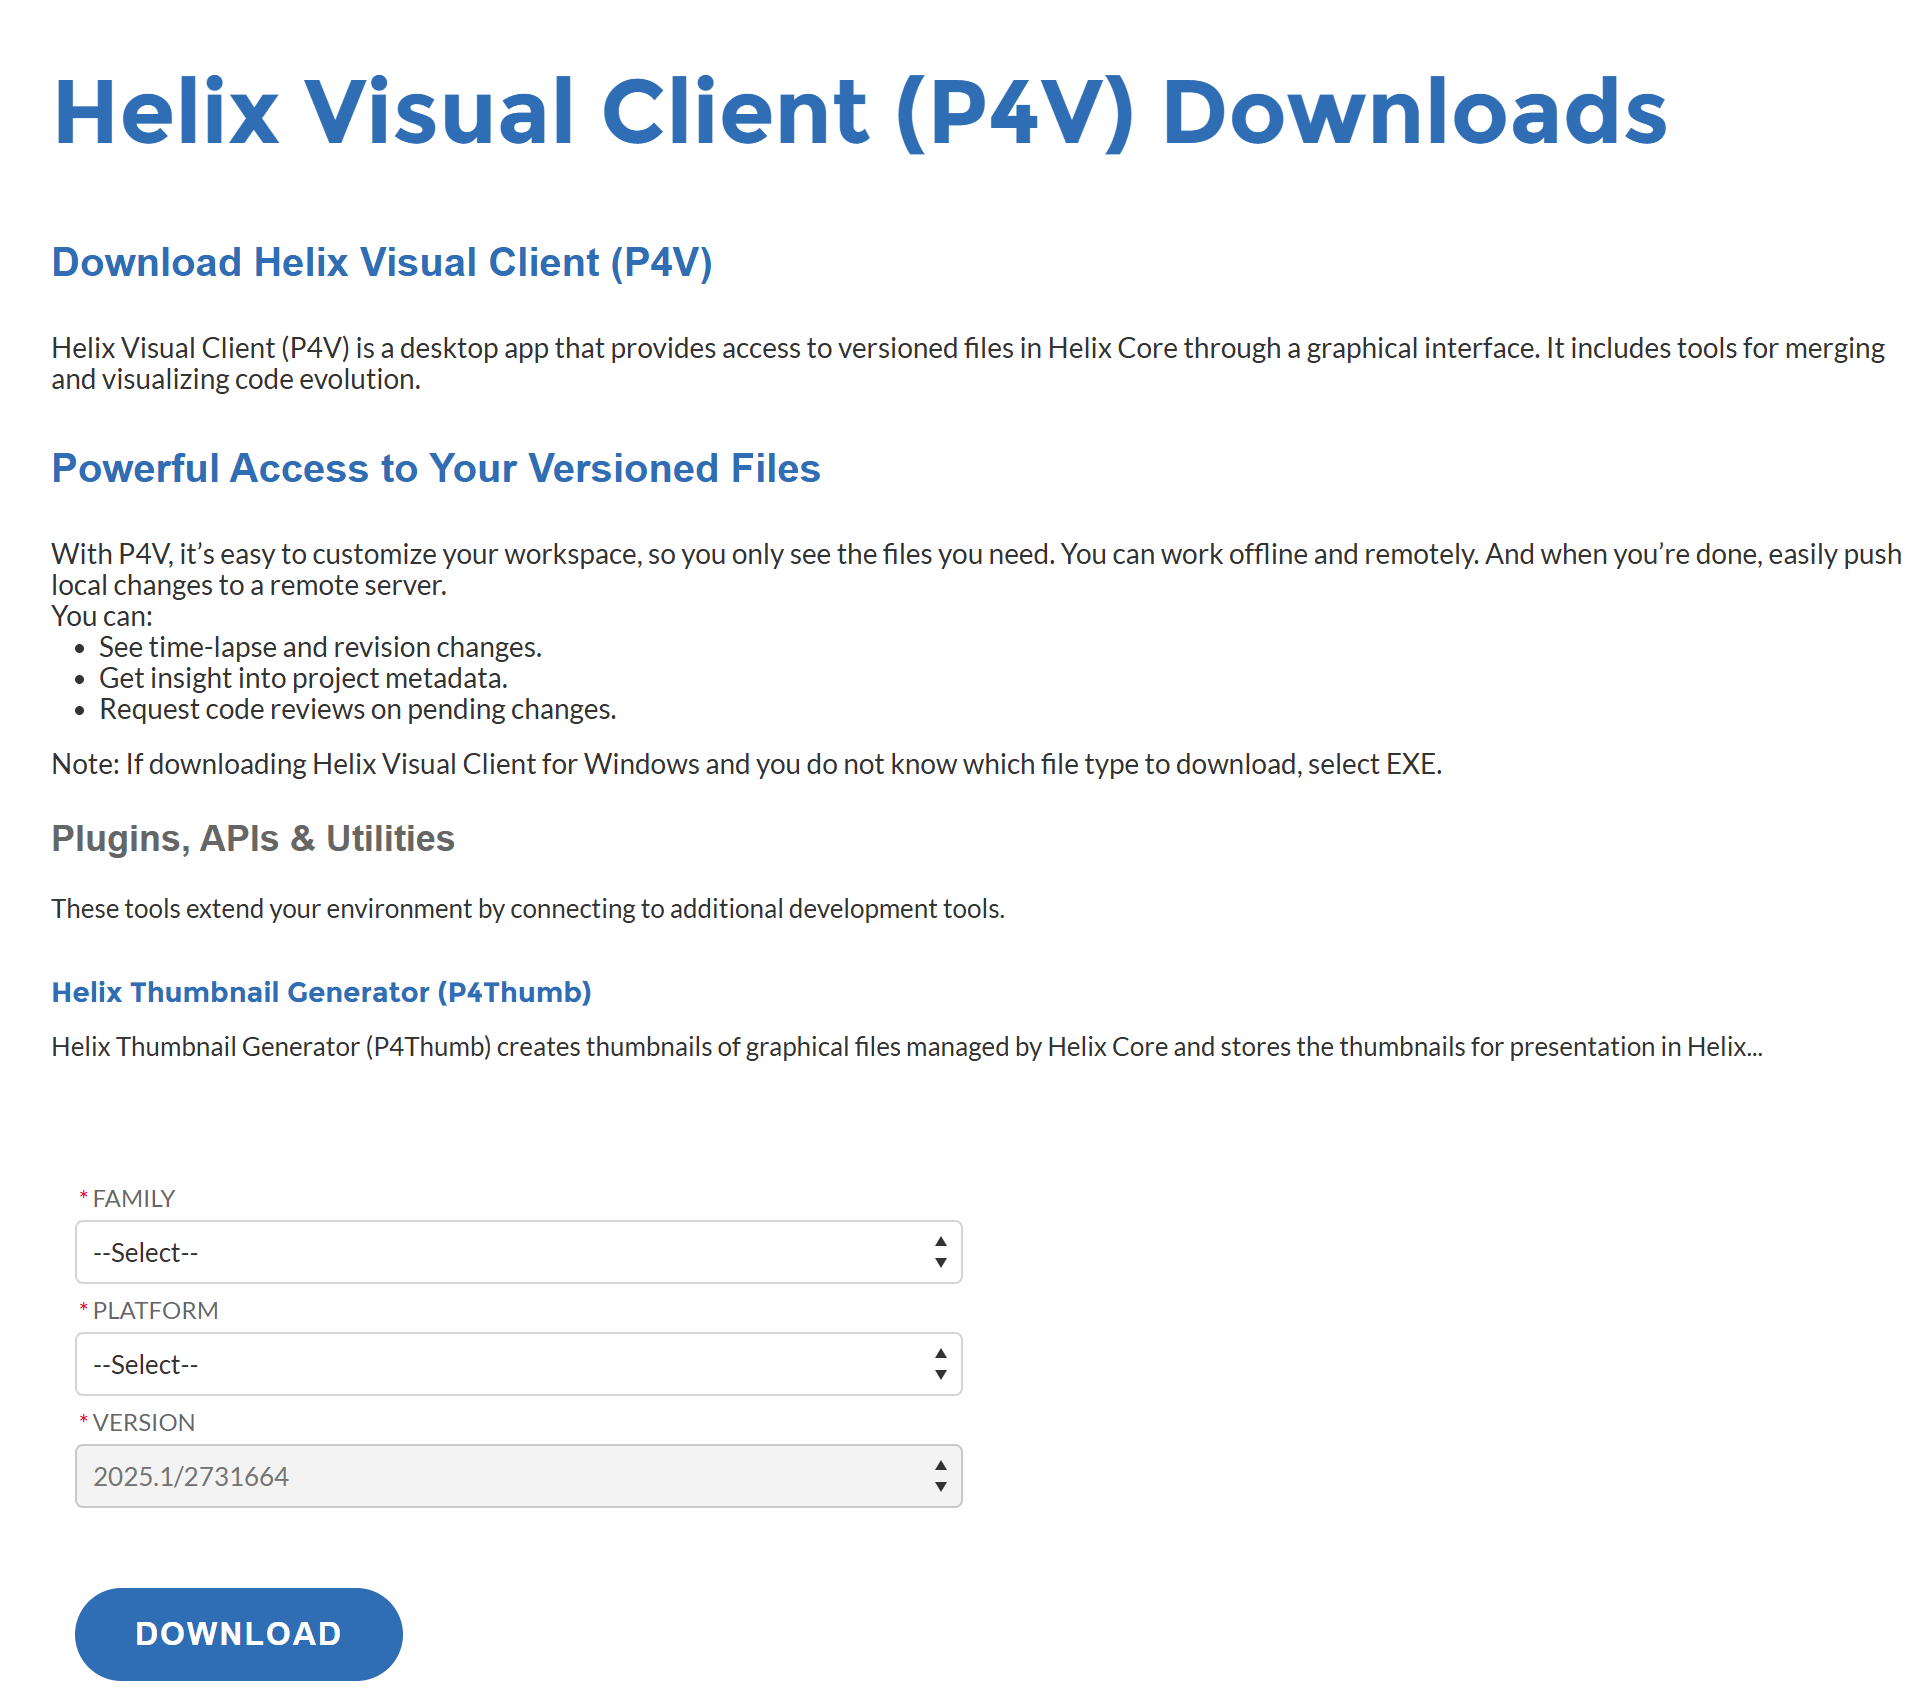 Helix Visual Client (P4V) Downloads
Download Helix Visual Client (P4V)
Helix Visual Client (P4V) is a desktop app that provides access to versioned files in Helix Core through a graphical interface. It includes tools for merging
and visualizing code evolution.
Powerful Access to Your Versioned Files
With P4V, it’s easy to customize your workspace, so you only see the files you need. You can work offline and remotely. And when you’re done, easily push
local changes to a remote server.
You can:
• See time-lapse and revision changes.
• Get insight into project metadata.
• Request code reviews on pending changes.
Note: If downloading Helix Visual Client for Windows and you do not know which file type to download, select EXE.
Plugins, APIs & Utilities
These tools extend your environment by connecting to additional development tools.
Helix Thumbnail Generator (P4Thumb)
Helix Thumbnail Generator (P4Thumb) creates thumbnails of graphical files managed by Helix Core and stores the thumbnails for presentation in Helix...
* FAMILY
--Select--
* PLATFORM
--Select--
* VERSION
2025.1/2731664
DOWNLOAD